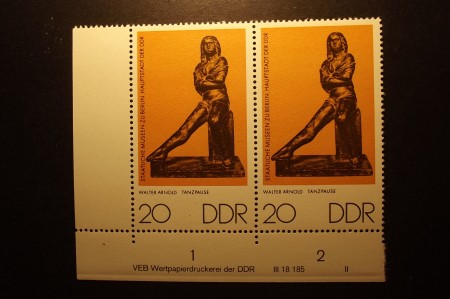 STAATLICHE MUSEEN ZU BERLIN, HAUPTSTADT DER DDR
WALTER ARNOLD TANZPAUSE
20 DDR
STAATLICHE MUSEEN ZU BERLIN, HAUPTSTADT DER DDR
WALTER ARNOLD TANZPAUSE
20 DDR
1 2
VEB Wertpapierdruckerei der DDR III 18 185 II